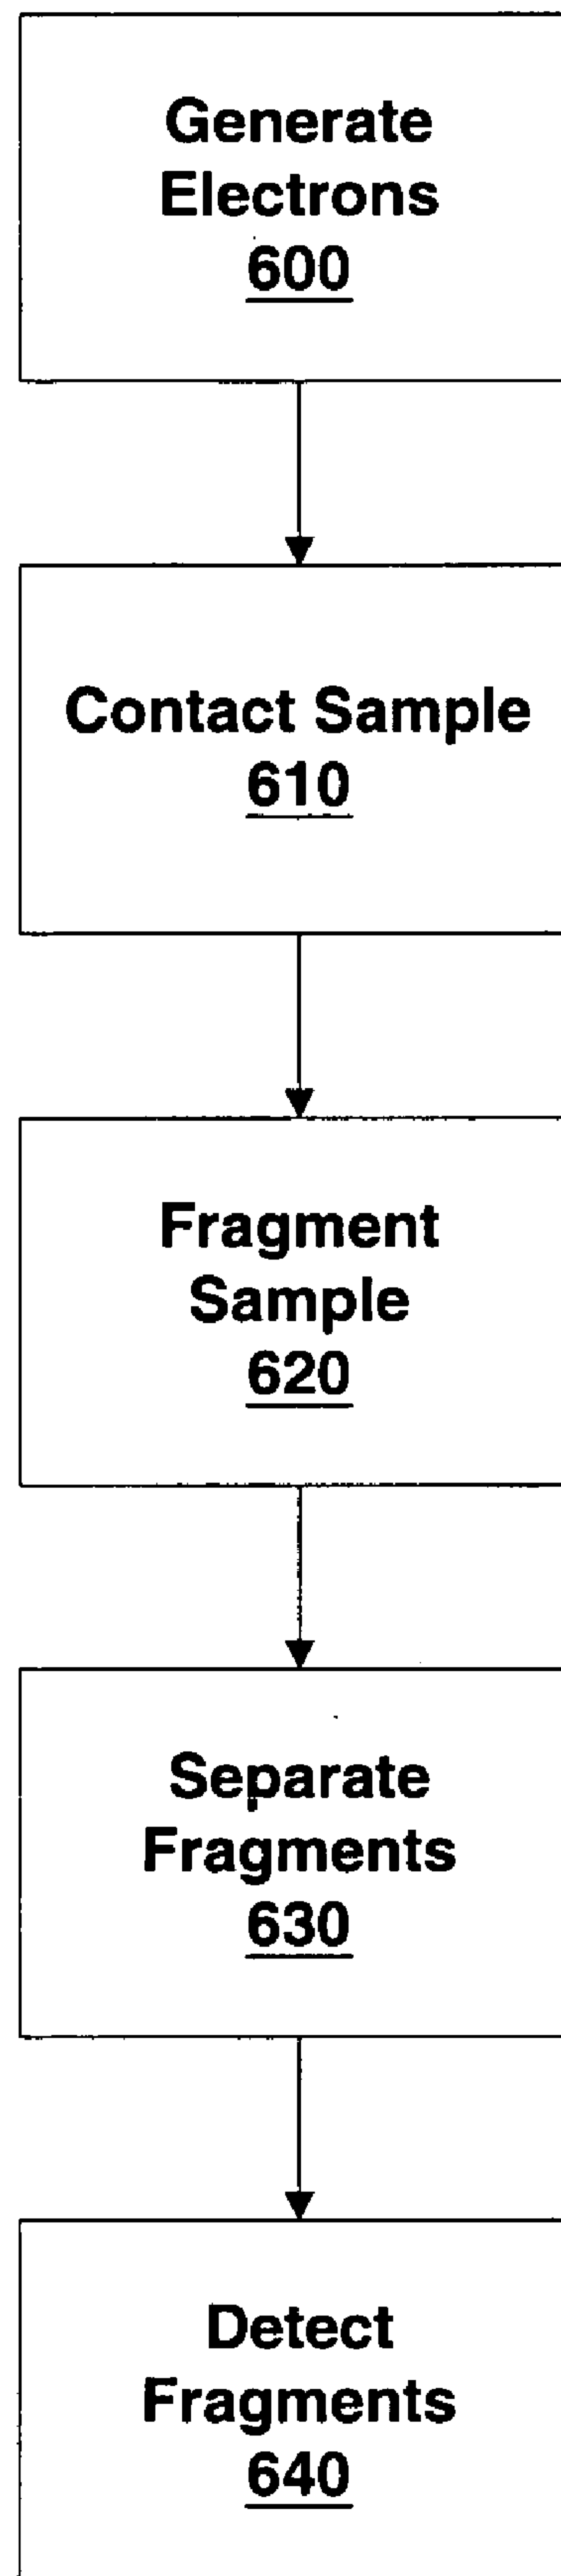 Generate
Electrons
600
Contact Sample
610
Fragment
Sample
620
Separate
Fragments
630
Detect
Fragments
640